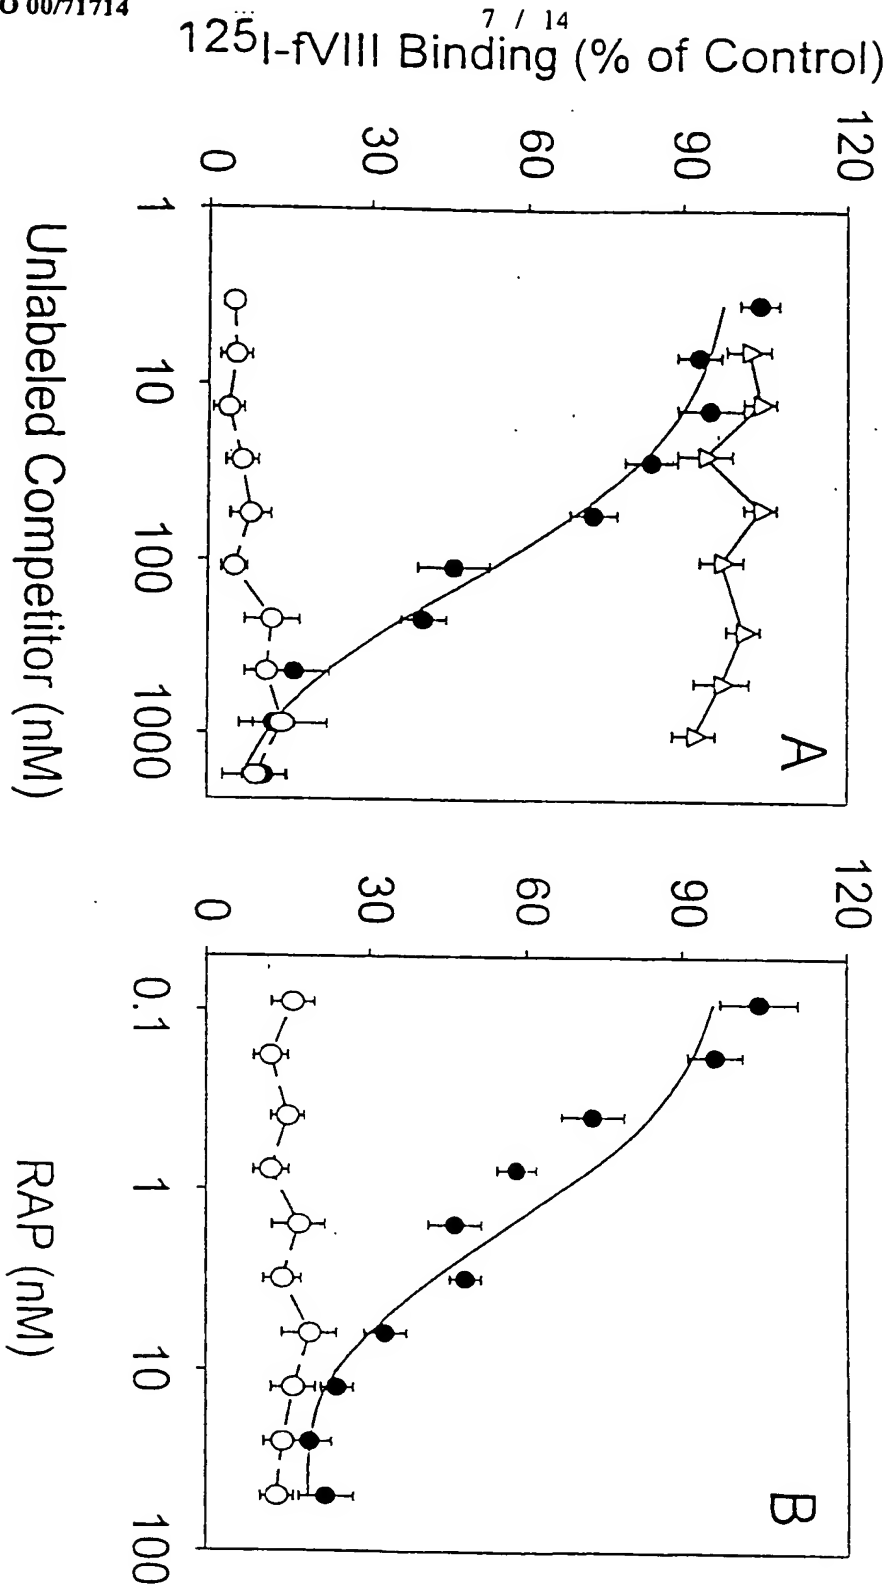 O 00/71714
7 / 14
125I-fVIII Binding (% of Control)
120
90
60
30
0
1
10
100
1000
Unlabeled Competitor (nM)
A
120
90
60
30
0
0.1
1
10
100
RAP (nM)
B